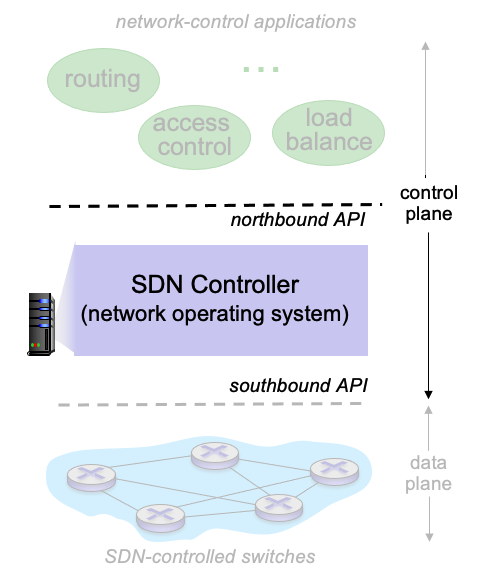 network-control applications
routing
...
access
control
load
balance
control
plane
northbound API
SDN Controller
(network operating system)
southbound API
data
plane
SDN-controlled switches